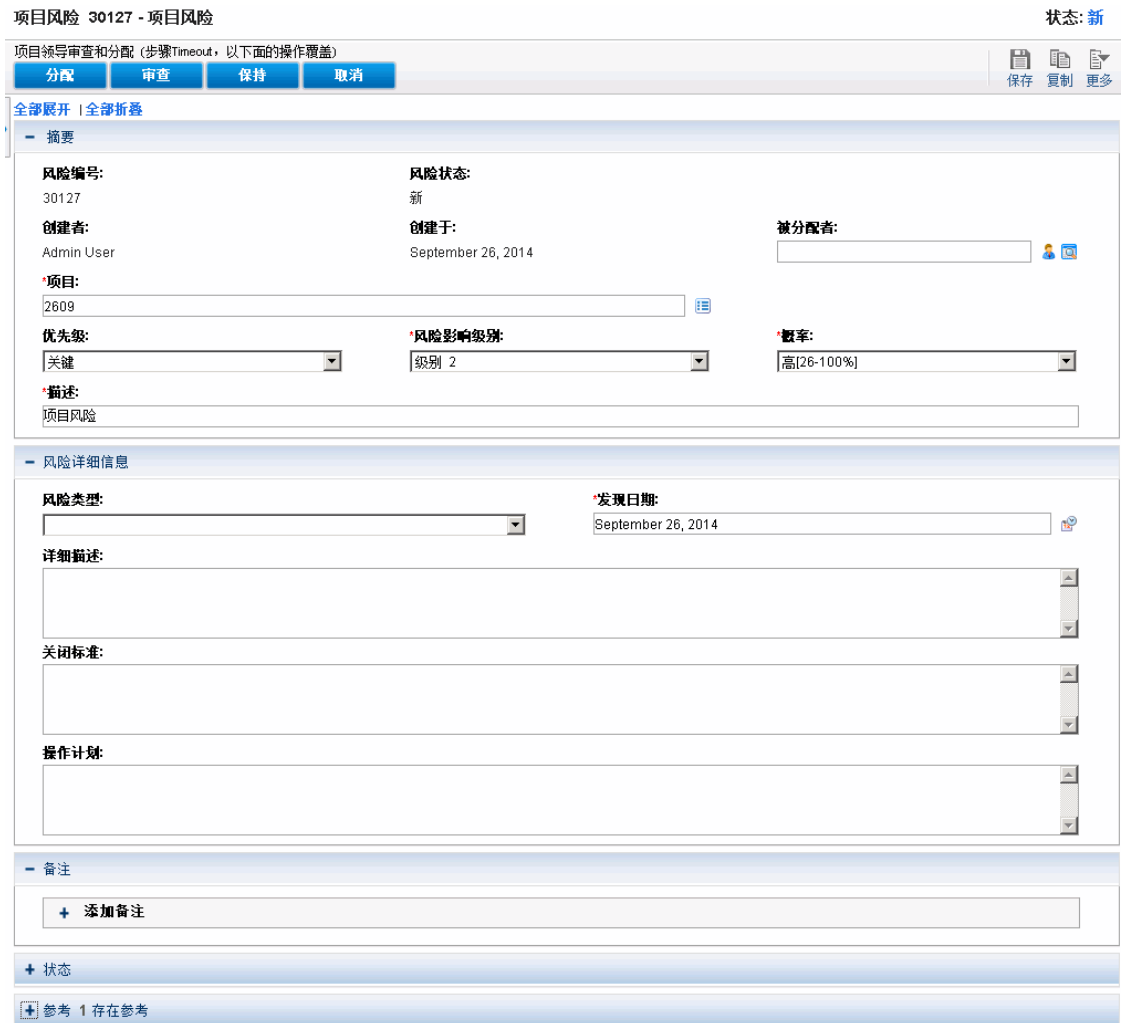 项目风险 30127 - 项目风险 状态: 新
项目领导审查和分配 (步骤Timeout，以下面的操作覆盖)
分配 审查 保持 取消 保存 复制 更多
全部展开 | 全部折叠
摘要
风险编号: 风险状态:
30127 新
创建者: 创建于: 被分配者:
Admin User September 26, 2014
*项目:
2609
优先级: *风险影响级别: *概率:
关键 级别 2 高[26-100%]
*描述:
项目风险
风险详细信息
风险类型: *发现日期:
September 26, 2014
详细描述:
关闭标准:
操作计划:
备注
添加备注
状态
参考 1 存在参考